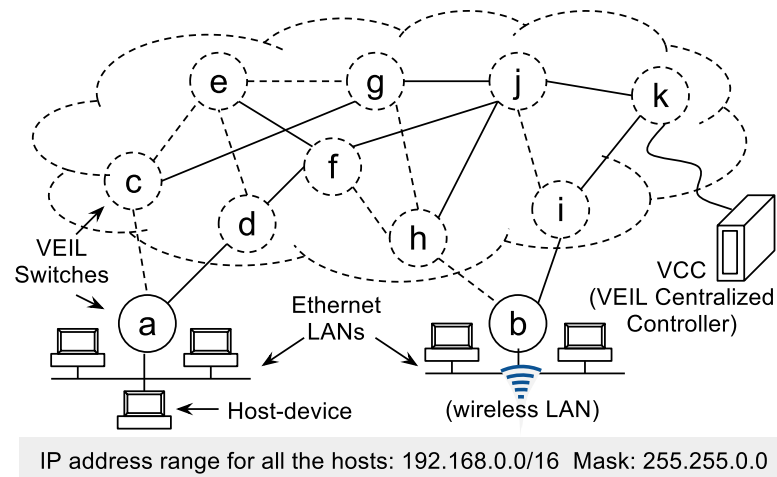 e
g
j
k
f
c
d
h
i
VEIL
Switches
VCC
(VEIL Centralized
Controller)
a
Ethernet
LANs
b
Host-device
(wireless LAN)
IP address range for all the hosts: 192.168.0.0/16 Mask: 255.255.0.0